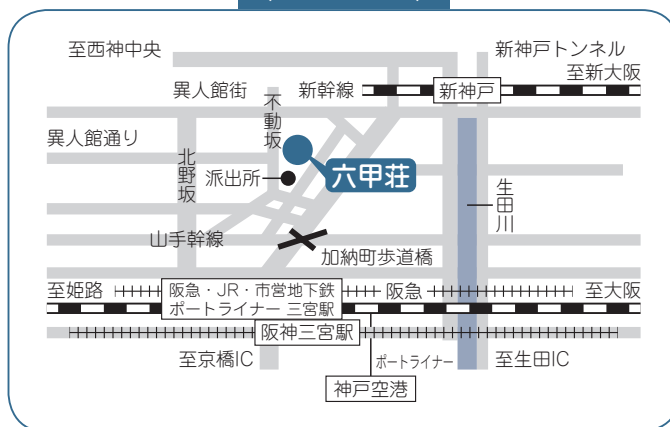 至西神中央
新神戸トンネル
至新大阪
異人館街
新幹線
新神戸
不動坂
異人館通り
北野坂
派出所
六甲荘
生田川
山手幹線
加納町歩道橋
至姫路
阪急・JR・市営地下鉄
ポートライナー 三宮駅
阪急
至大阪
阪神三宮駅
至京橋IC
ポートライナー
至生田IC
神戸空港